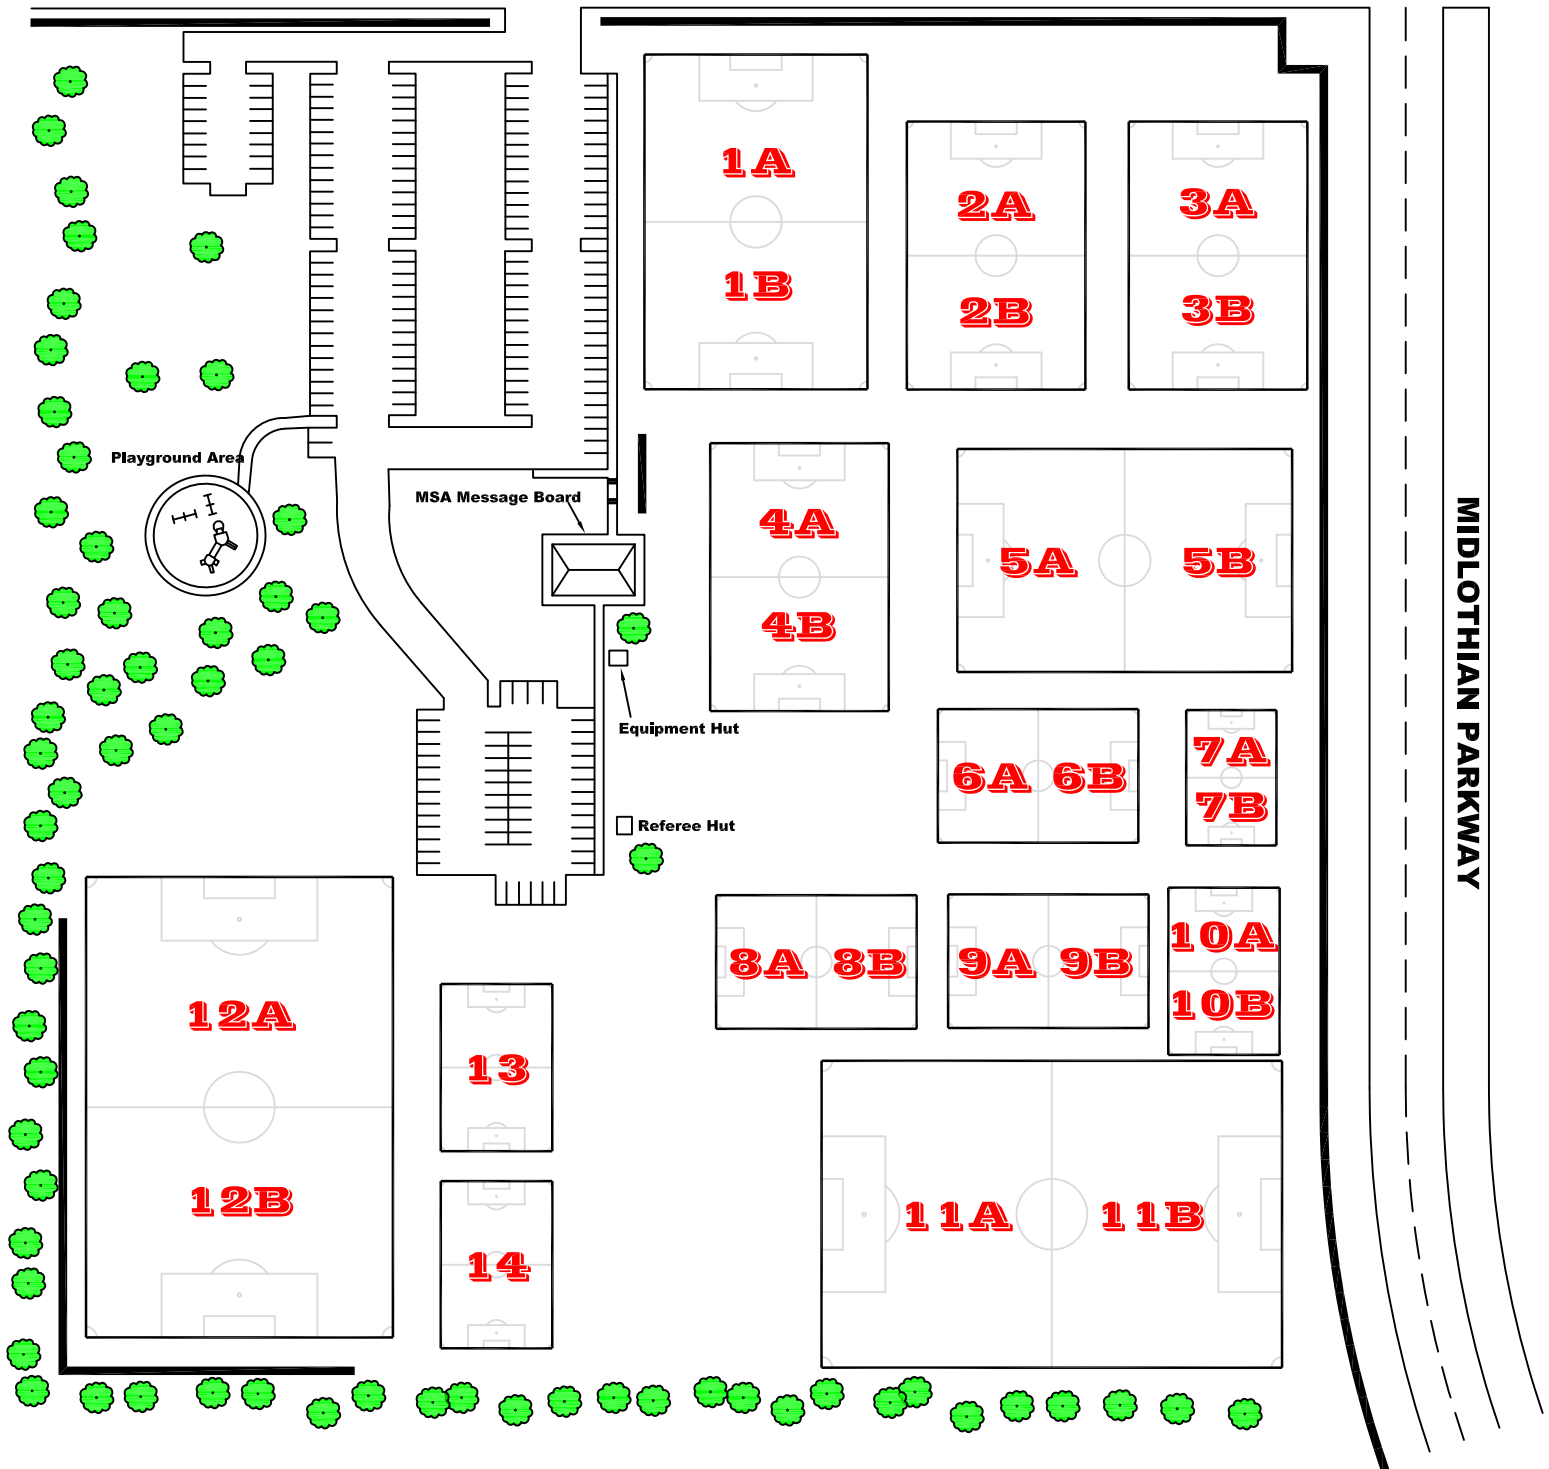 1A
2A
3A
1B
2B
3B
Playground Area
MSA Message Board
4A
5A
5B
4B
MIDLOTHIAN PARKWAY
Equipment Hut
6A
6B
7A
7B
Referee Hut
8A
8B
9A
9B
10A
10B
12A
13
12B
11A
11B
14